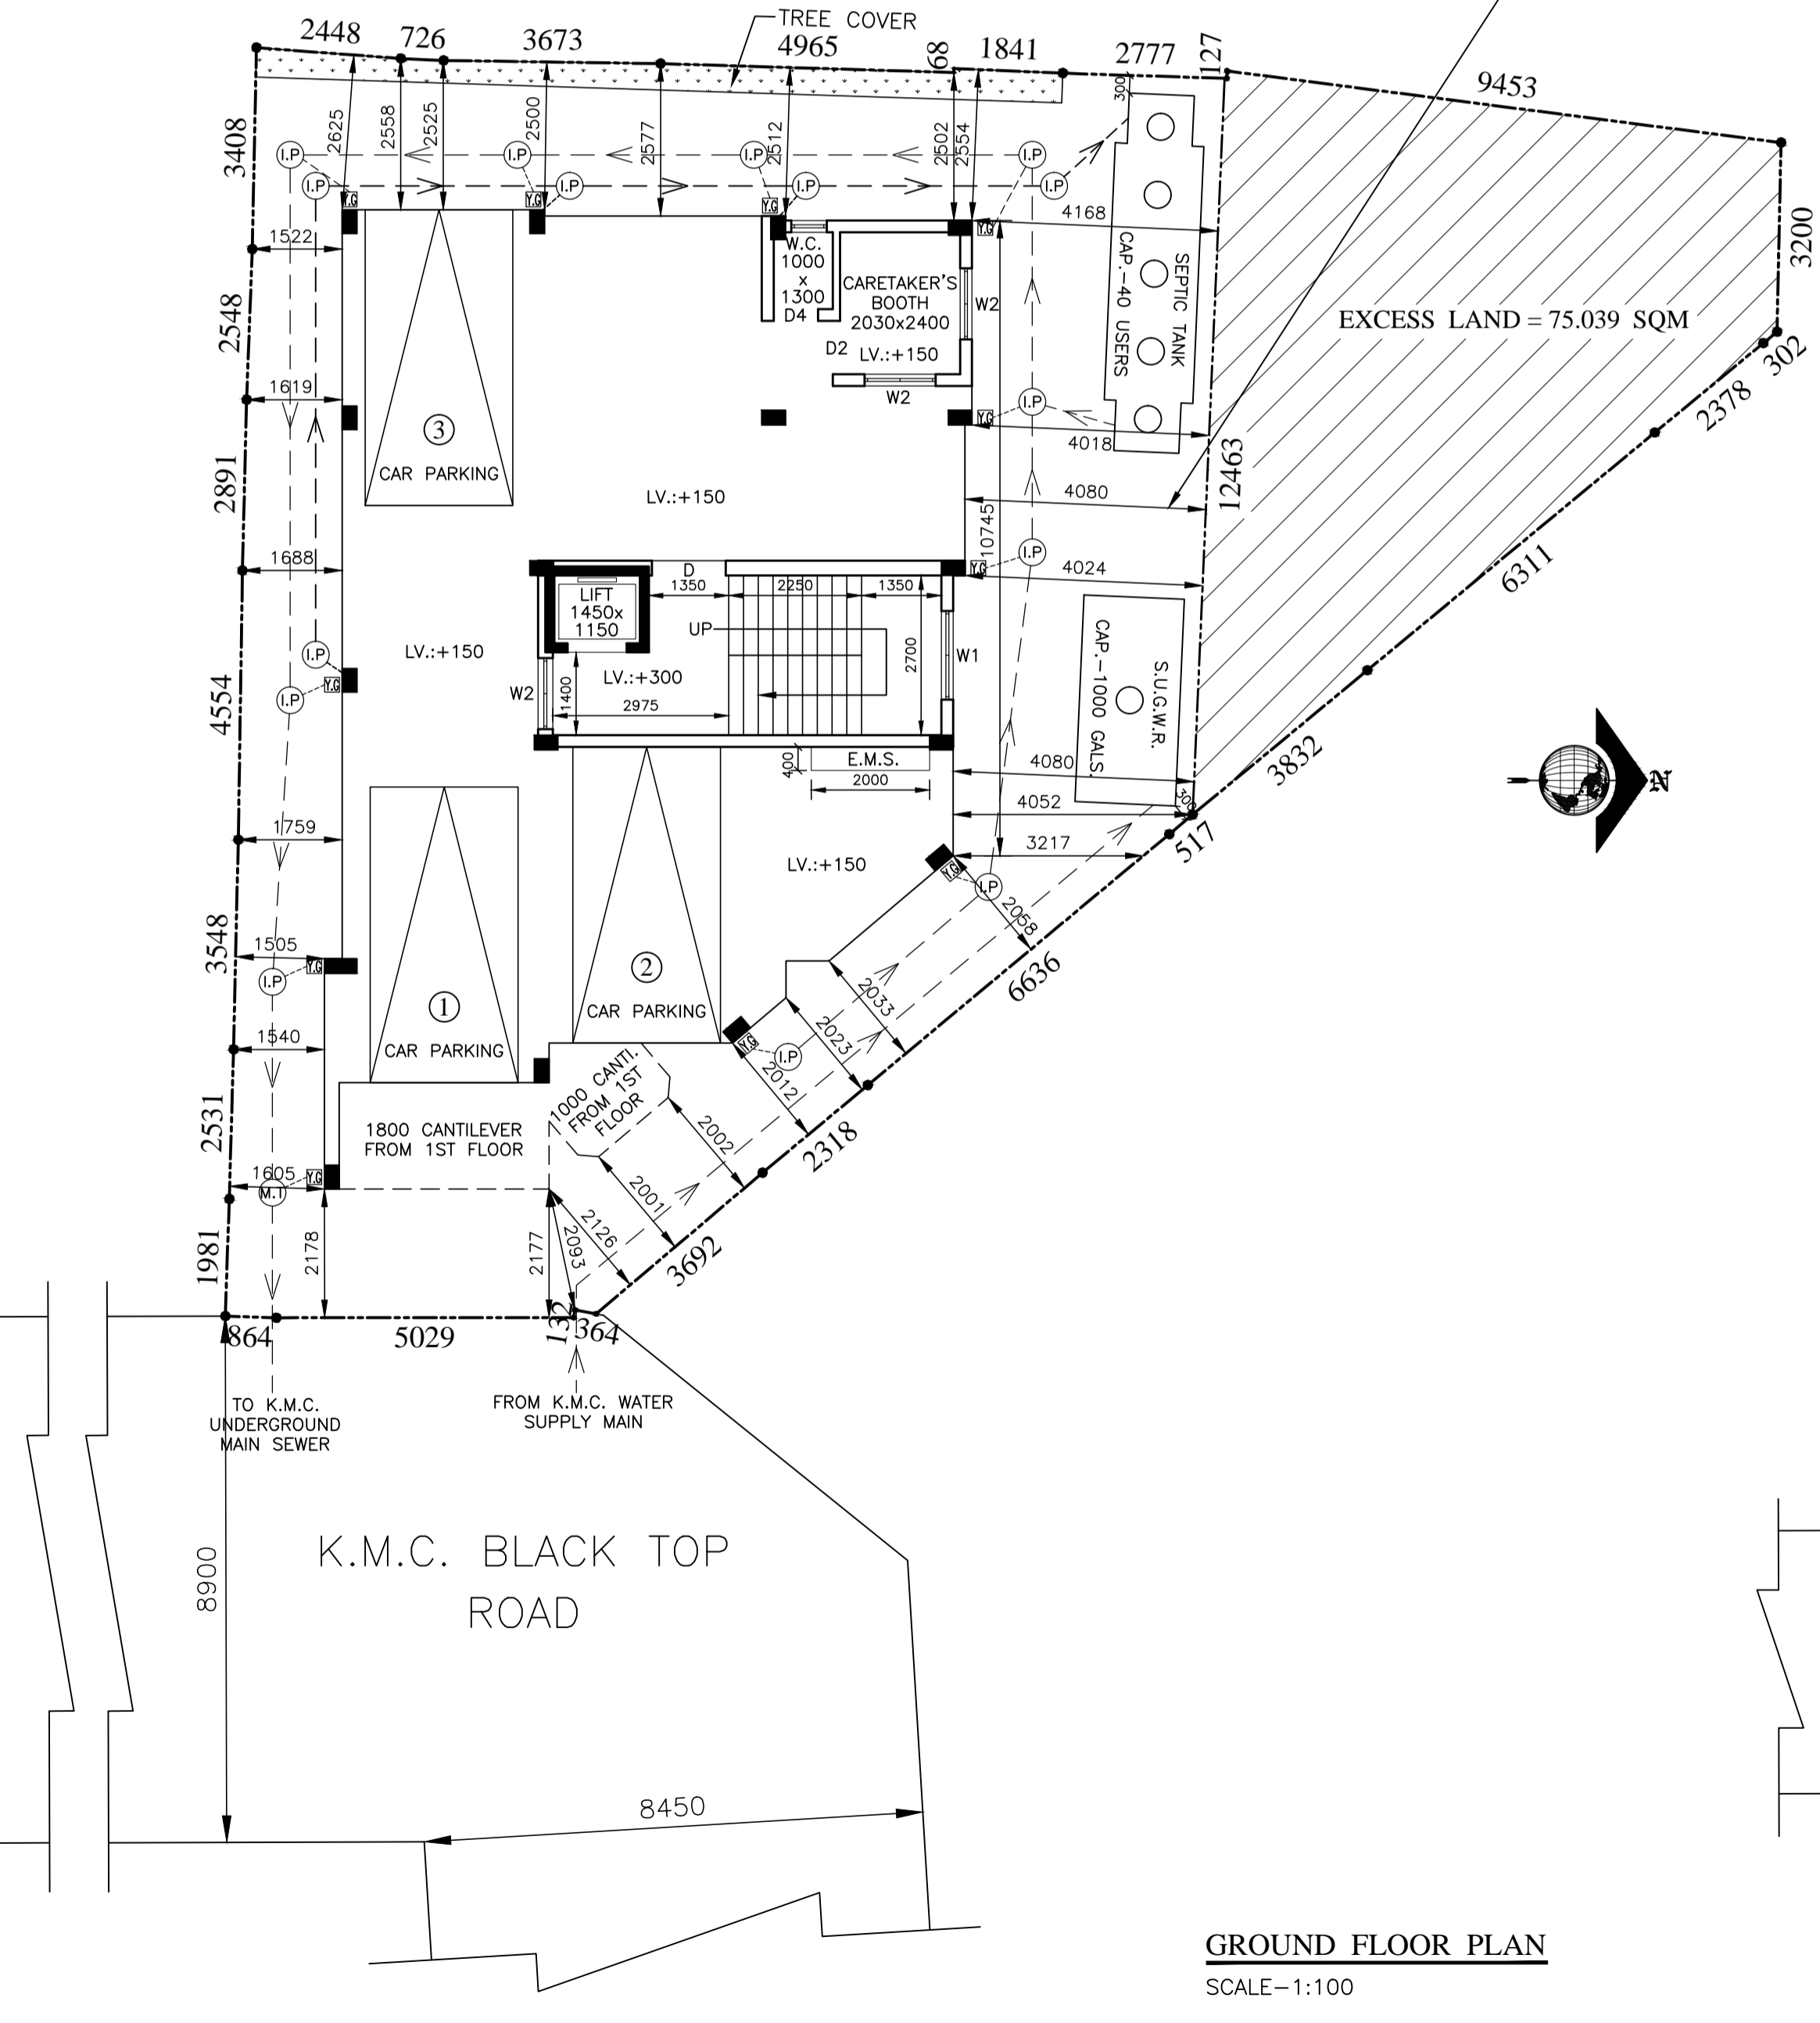 TREE COVER
2448
726
3673
4965
68
1841
2777
127
9453
3408
2625
2558
2525
2500
2577
2512
2502
2554
300
I.P
I.P
I.P
I.P
I.P
I.P
I.P
I.P
Y.G
Y.G
Y.G
Y.G
1522
4168
3200
W.C.
1000
x
1300
D4
CARETAKER'S
BOOTH
2030x2400
D2
LV.:+150
W2
W2
SEPTIC TANK
CAP.-40 USERS
EXCESS LAND = 75.039 SQM
302
2378
2548
1619
I.P
Y.G
4018
12463
3
CAR PARKING
2891
LV.:+150
4080
10745
1688
I.P
Y.G
4024
6311
D
1350
2250
1350
LIFT
1450x
1150
UP
2700
W1
LV.:+150
LV.:+300
W2
1400
2975
I.P
I.P
Y.G
4554
S.U.G.W.R.
CAP.-1000 GALS.
E.M.S.
400
2000
4080
300
4052
3832
N
1759
3217
517
LV.:+150
Y.G
I.P
2058
3548
1505
I.P
Y.G
2
CAR PARKING
1
CAR PARKING
2033
2023
6636
1540
Y.G
I.P
2012
1000 CANTI.
FROM 1ST
FLOOR
2531
1800 CANTILEVER
FROM 1ST FLOOR
2002
2318
1605
Y.G
M.T
2001
2126
2093
2177
2178
1981
3692
864
5029
132
364
TO K.M.C.
UNDERGROUND
MAIN SEWER
FROM K.M.C. WATER
SUPPLY MAIN
8900
K.M.C. BLACK TOP
ROAD
8450
GROUND FLOOR PLAN
SCALE-1:100